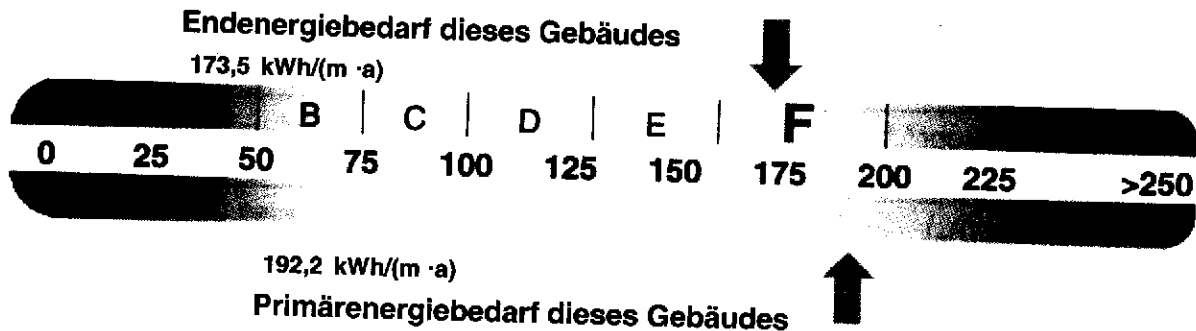 Endenergiebedarf dieses Gebäudes
173,5 kWh/(m ·a)
B C D E F
0 25 50 75 100 125 150 175 200 225 >250
192,2 kWh/(m ·a)
Primärenergiebedarf dieses Gebäudes